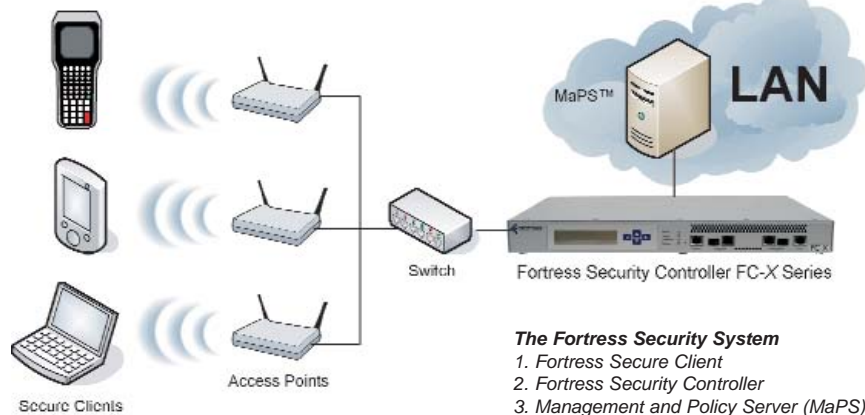 MaPS™
LAN
Switch
Fortress Security Controller FC-X Series
Access Points
Secure Clients
The Fortress Security System
1. Fortress Secure Client
2. Fortress Security Controller
3. Management and Policy Server (MaPS)